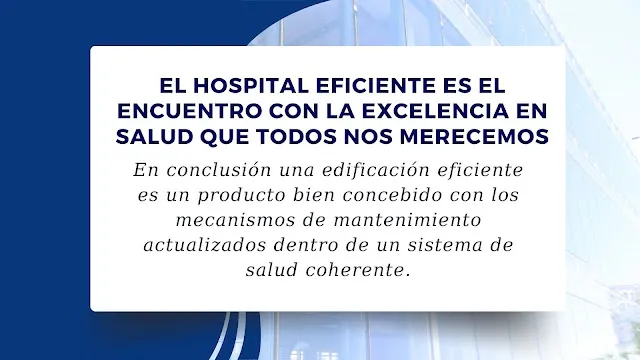 EL HOSPITAL EFICIENTE ES EL
ENCUENTRO CON LA EXCELENCIA EN
SALUD QUE TODOS NOS MERECEMOS
En conclusión una edificación eficiente
es un producto bien concebido con los
mecanismos de mantenimiento
actualizados dentro de un sistema de
salud coherente.